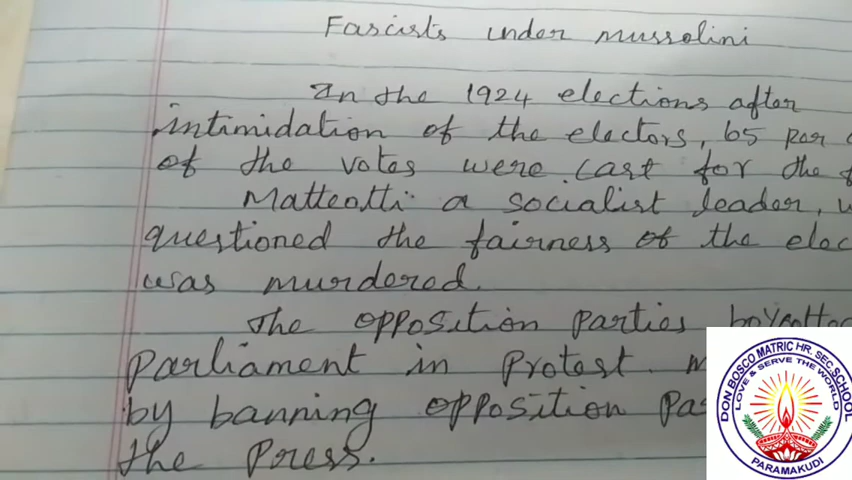 Fascists under mussolini
In the 1924 elections after
intimidation of the electors, 65 per
of the votes were cast for the
Matteotti a socialist leader,
questioned the fairness of the elec
was murdered.
The opposition parties boycotted
Parliament in Protest.
by banning opposition
the Press.
DON BOSCO MATRIC HR. SEC. SCHOOL
LOVE & SERVE THE WORLD
PARAMAKUDI